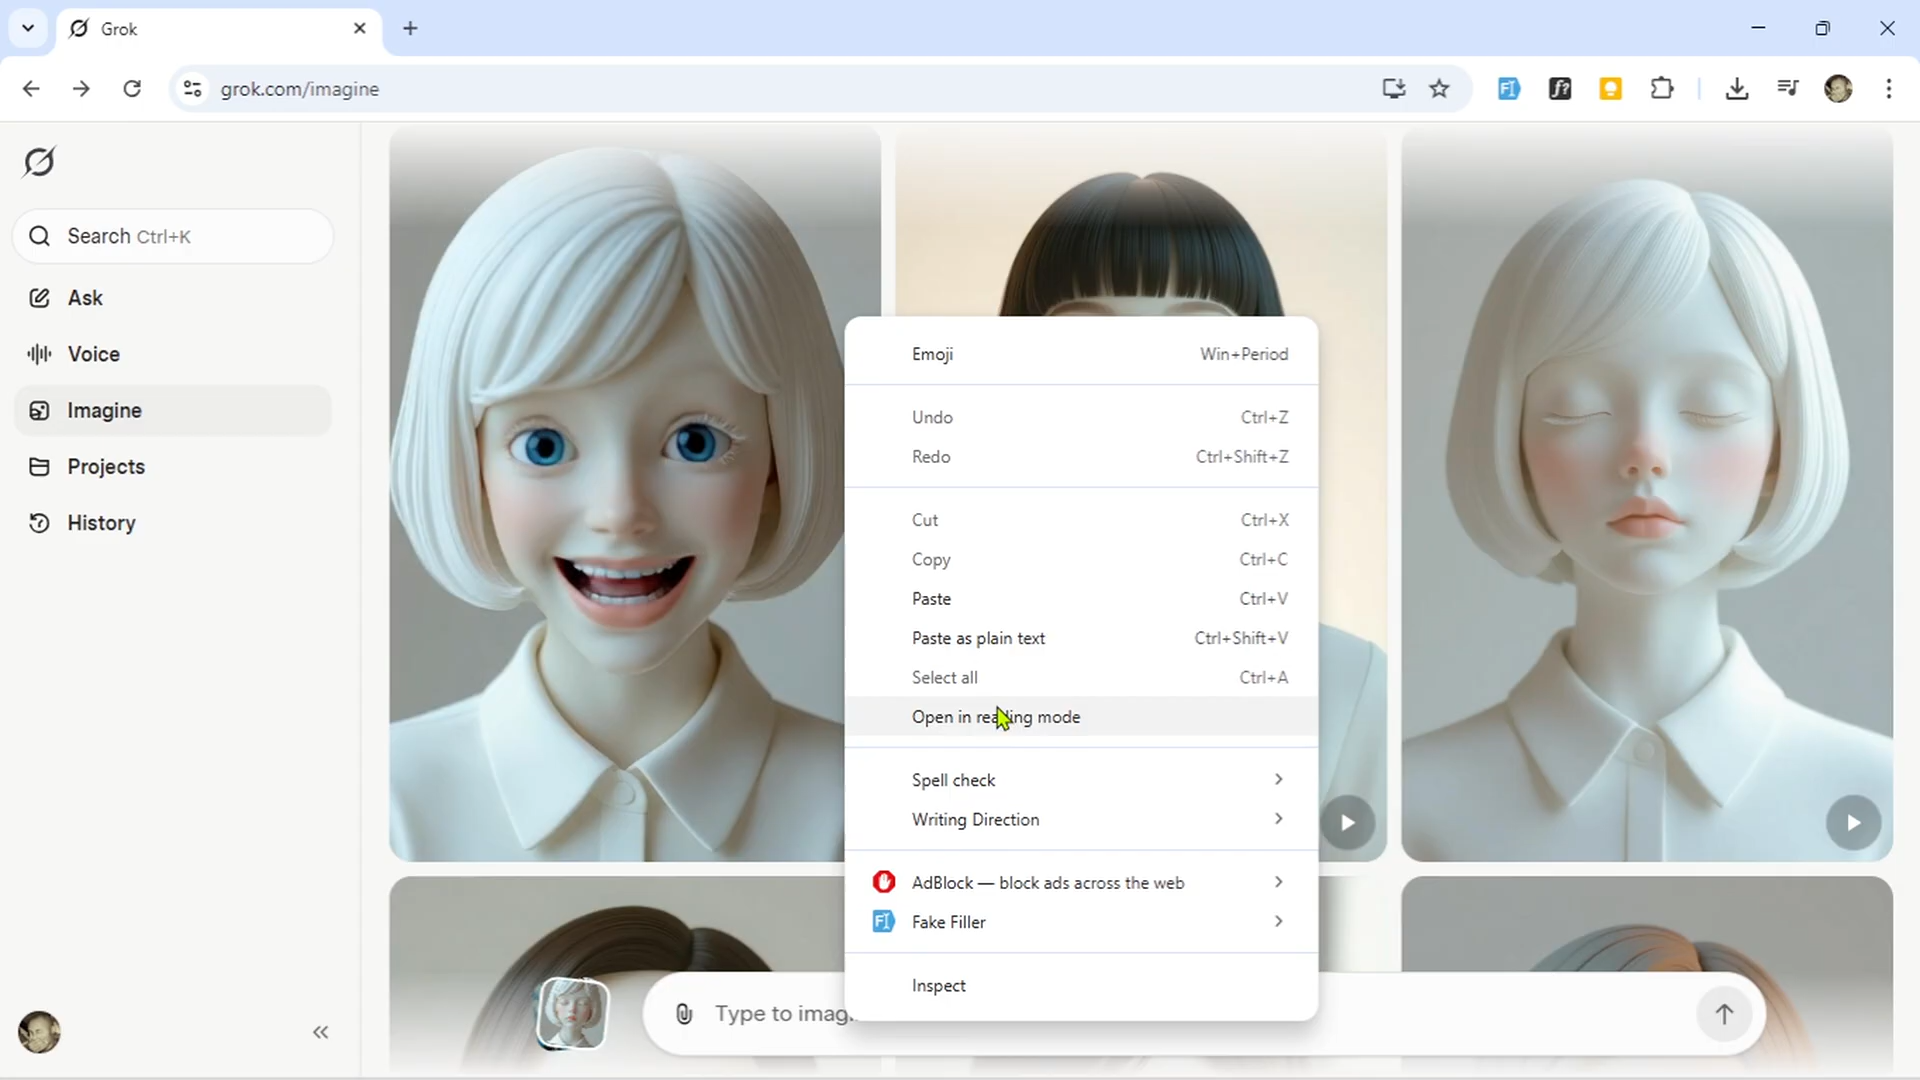 Grok
grok.com/imagine
Search Ctrl+K
Ask
Voice
Imagine
Projects
History
Emoji Win+Period
Undo Ctrl+Z
Redo Ctrl+Shift+Z
Cut Ctrl+X
Copy Ctrl+C
Paste Ctrl+V
Paste as plain text Ctrl+Shift+V
Select all Ctrl+A
Open in reading mode
Spell check
Writing Direction
AdBlock — block ads across the web
FI Fake Filler
Inspect
Type to imag